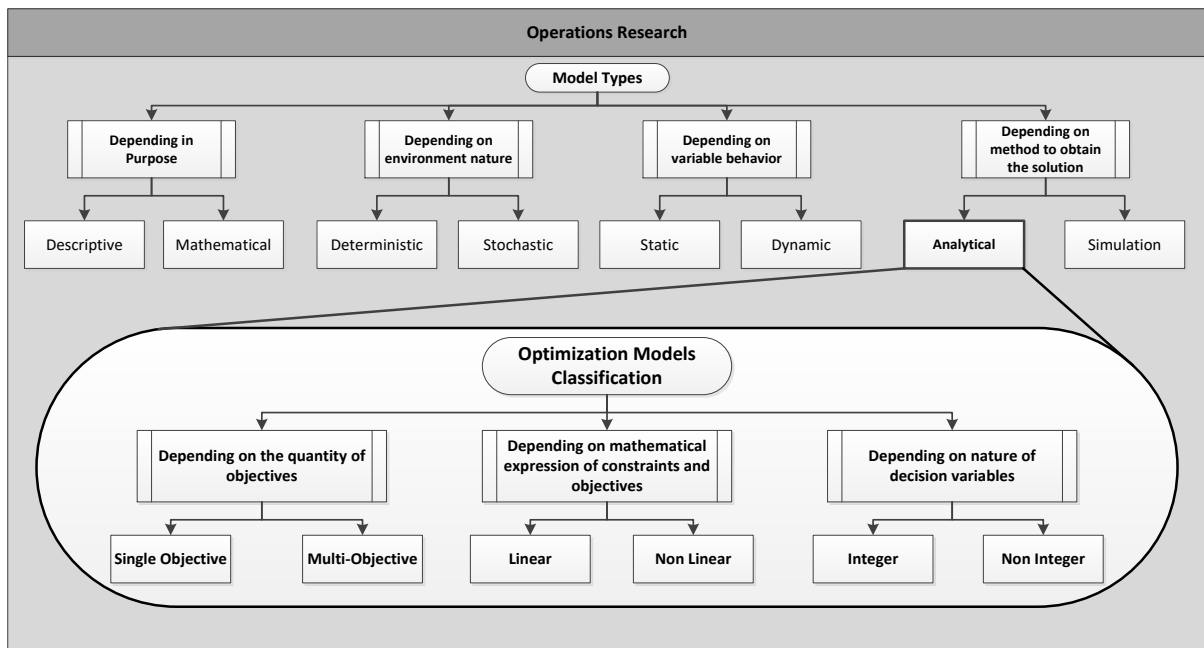 Operations Research
Model Types
Depending in
Purpose
Depending on
environment nature
Depending on
variable behavior
Depending on
method to obtain
the solution
Descriptive
Mathematical
Deterministic
Stochastic
Static
Dynamic
Analytical
Simulation
Optimization Models
Classification
Depending on the quantity of
objectives
Depending on mathematical
expression of constraints and
objectives
Depending on nature of
decision variables
Single Objective
Multi-Objective
Linear
Non Linear
Integer
Non Integer